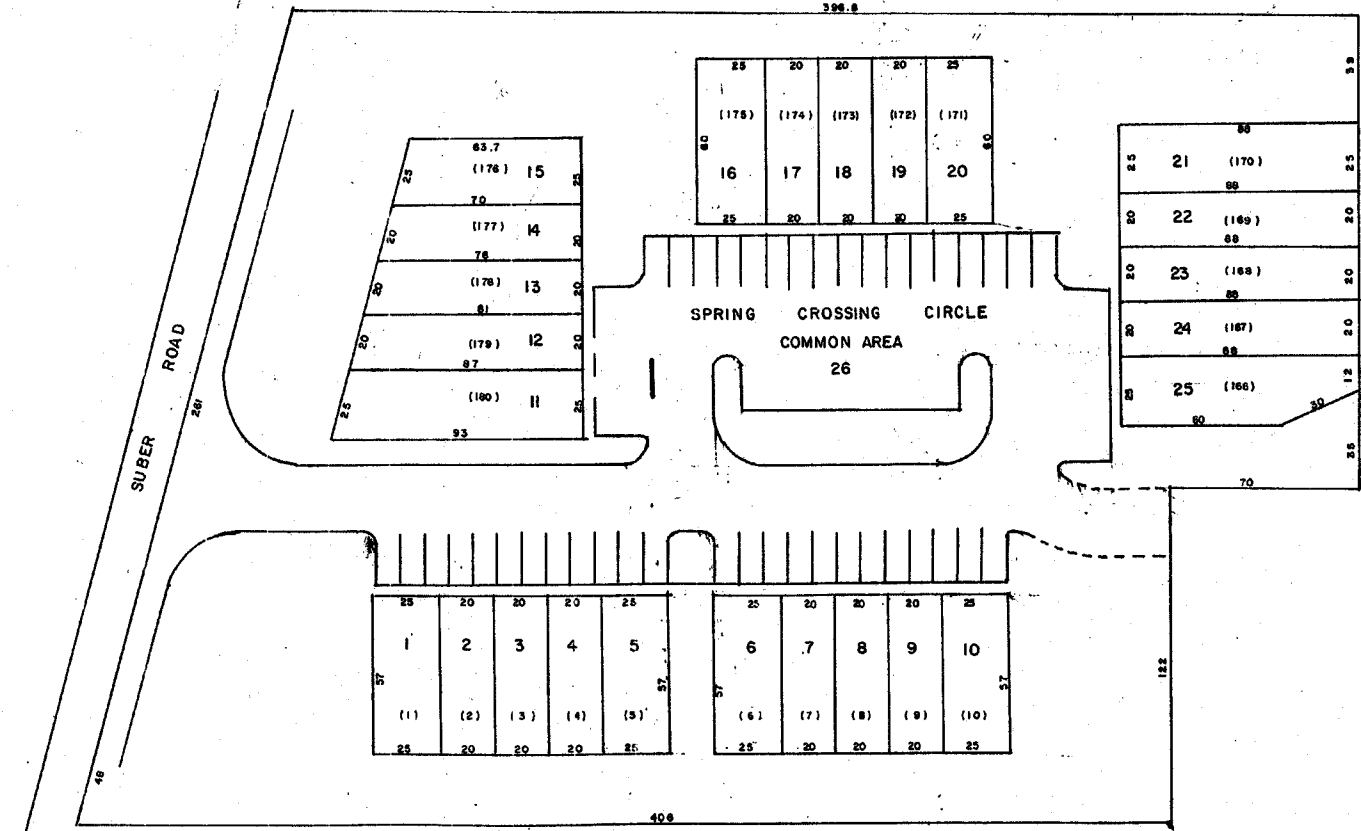 396.8
39
25 20 20 20 25
(175) (174) (173) (172) (171)
60 60
16 17 18 19 20
25 20 20 20 25
63.7
25 (176) 15 25
70
20 (177) 14 20
76
20 (178) 13 20
81
20 (179) 12 20
87
25 (180) 11 25
93
88
25 21 (170) 25
88
20 22 (169) 20
88
20 23 (168) 20
88
20 24 (167) 20
88
12
25 25 (166)
60 30
35
70
SPRING CROSSING CIRCLE
COMMON AREA
26
SUBER ROAD
261
25 20 20 20 25
1 2 3 4 5
57 57
(1) (2) (3) (4) (5)
25 20 20 20 25
25 20 20 20 25
6 7 8 9 10
57 57
(6) (7) (8) (9) (10)
25 20 20 20 25
122
48
406